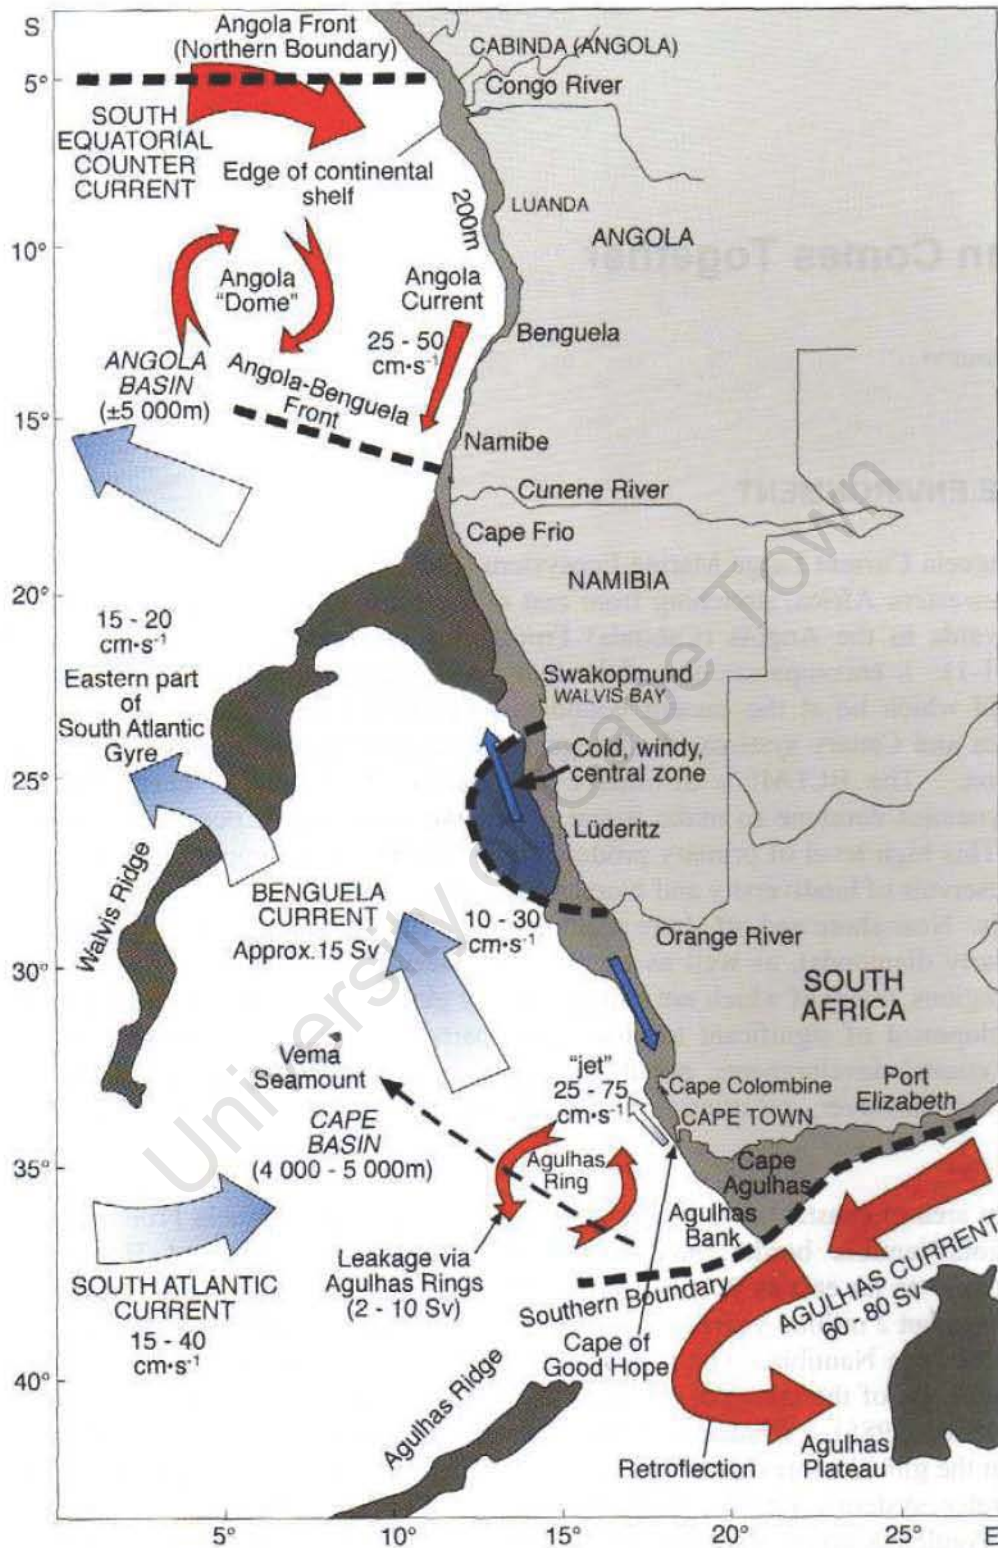 S
Angola Front
(Northern Boundary)
CABINDA (ANGOLA)
5°
Congo River
SOUTH
EQUATORIAL
COUNTER
CURRENT
Edge of continental
shelf
200m
LUANDA
ANGOLA
10°
Angola
"Dome"
Angola
Current
25 - 50
cm·s⁻¹
Benguela
ANGOLA
BASIN
(±5 000m)
Angola-Benguela
Front
15°
Namibe
Cunene River
Cape Frio
NAMIBIA
20°
15 - 20
cm·s⁻¹
Eastern part
of
South Atlantic
Gyre
Swakopmund
WALVIS BAY
Cold, windy,
central zone
25°
Lüderitz
Walvis Ridge
BENGUELA
CURRENT
Approx.15 Sv
10 - 30
cm·s⁻¹
Orange River
30°
SOUTH
AFRICA
Vema
Seamount
"jet"
25 - 75
cm·s⁻¹
Cape Colombine
CAPE TOWN
Port
Elizabeth
CAPE
BASIN
(4 000 - 5 000m)
35°
Agulhas
Ring
Cape
Agulhas
Agulhas
Bank
Leakage via
Agulhas Rings
(2 - 10 Sv)
SOUTH ATLANTIC
CURRENT
15 - 40
cm·s⁻¹
Southern Boundary
AGULHAS CURRENT
60 - 80 Sv
Cape of
Good Hope
40°
Agulhas Ridge
Retroflection
Agulhas
Plateau
5°
10°
15°
20°
25°
E
University of Cape Town